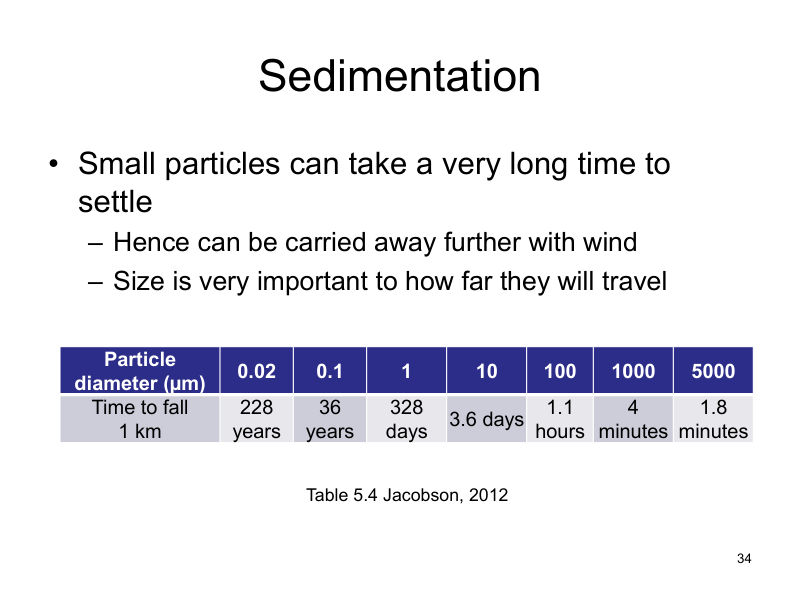 Sedimentation
• Small particles can take a very long time to
settle
– Hence can be carried away further with wind
– Size is very important to how far they will travel
Particle
diameter (µm) 0.02 0.1 1 10 100 1000 5000
Time to fall
1 km 228
years 36
years 328
days 3.6 days 1.1
hours 4
minutes 1.8
minutes
Table 5.4 Jacobson, 2012
34